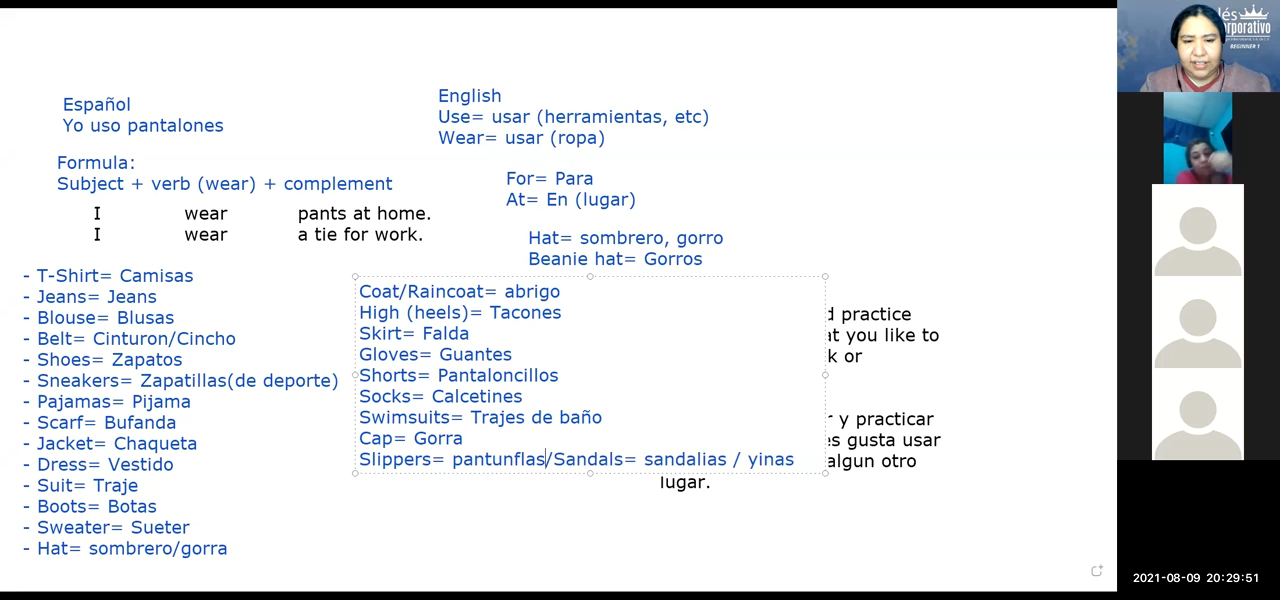 Español
Yo uso pantalones
English
Use= usar (herramientas, etc)
Wear= usar (ropa)
Formula:
Subject + verb (wear) + complement
I wear pants at home.
I wear a tie for work.
For= Para
At= En (lugar)
Hat= sombrero, gorro
Beanie hat= Gorros
- T-Shirt= Camisas
- Jeans= Jeans
- Blouse= Blusas
- Belt= Cinturon/Cincho
- Shoes= Zapatos
- Sneakers= Zapatillas(de deporte)
- Pajamas= Pijama
- Scarf= Bufanda
- Jacket= Chaqueta
- Dress= Vestido
- Suit= Traje
- Boots= Botas
- Sweater= Sueter
- Hat= sombrero/gorra
Coat/Raincoat= abrigo
High (heels)= Tacones
Skirt= Falda
Gloves= Guantes
Shorts= Pantaloncillos
Socks= Calcetines
Swimsuits= Trajes de baño
Cap= Gorra
Slippers= pantunflas/Sandals= sandalias / yinas
d practice
at you like to
k or
r y practicar
es gusta usar
algun otro
lugar.
lés
rporativo
BEGINNER 1
2021-08-09 20:29:51